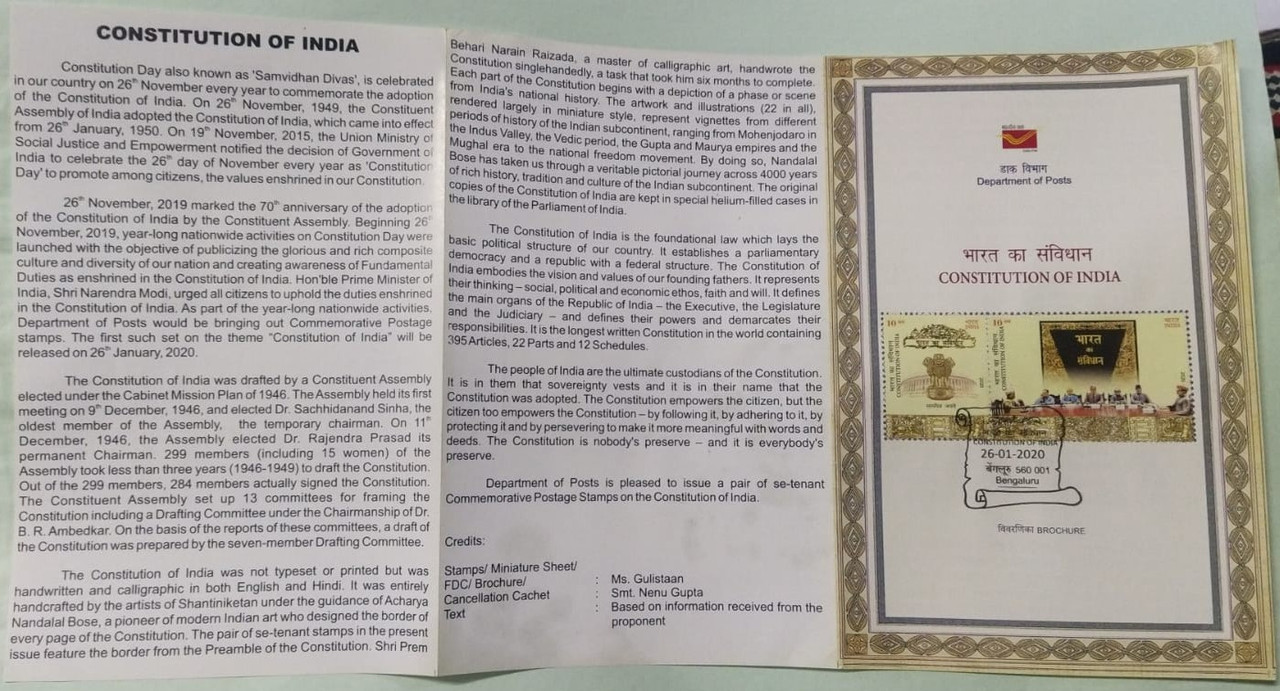 CONSTITUTION OF INDIA
Constitution Day also known as 'Samvidhan Divas', is celebrated
in our country on 26th November every year to commemorate the adoption
of the Constitution of India. On 26th November, 1949, the Constituent
Assembly of India adopted the Constitution of India, which came into effect
from 26th January, 1950. On 19th November, 2015, the Union Ministry of
Social Justice and Empowerment notified the decision of Government of
India to celebrate the 26th day of November every year as 'Constitution
Day' to promote among citizens, the values enshrined in our Constitution.
26th November, 2019 marked the 70th anniversary of the adoption
of the Constitution of India by the Constituent Assembly. Beginning 26th
November, 2019, year-long nationwide activities on Constitution Day were
launched with the objective of publicizing the glorious and rich composite
culture and diversity of our nation and creating awareness of Fundamental
Duties as enshrined in the Constitution of India. Hon'ble Prime Minister of
India, Shri Narendra Modi, urged all citizens to uphold the duties enshrined
in the Constitution of India. As part of the year-long nationwide activities,
Department of Posts would be bringing out Commemorative Postage
stamps. The first such set on the theme "Constitution of India" will be
released on 26th January, 2020.
The Constitution of India was drafted by a Constituent Assembly
elected under the Cabinet Mission Plan of 1946. The Assembly held its first
meeting on 9th December, 1946, and elected Dr. Sachhidanand Sinha, the
oldest member of the Assembly, the temporary chairman. On 11th
December, 1946, the Assembly elected Dr. Rajendra Prasad its
permanent Chairman. 299 members (including 15 women) of the
Assembly took less than three years (1946-1949) to draft the Constitution.
Out of the 299 members, 284 members actually signed the Constitution.
The Constituent Assembly set up 13 committees for framing the
Constitution including a Drafting Committee under the Chairmanship of Dr.
B. R. Ambedkar. On the basis of the reports of these committees, a draft of
the Constitution was prepared by the seven-member Drafting Committee.
The Constitution of India was not typeset or printed but was
handwritten and calligraphic in both English and Hindi. It was entirely
handcrafted by the artists of Shantiniketan under the guidance of Acharya
Nandalal Bose, a pioneer of modern Indian art who designed the border of
every page of the Constitution. The pair of se-tenant stamps in the present
issue feature the border from the Preamble of the Constitution. Shri Prem
Behari Narain Raizada, a master of calligraphic art, handwrote the
Constitution singlehandedly, a task that took him six months to complete.
Each part of the Constitution begins with a depiction of a phase or scene
from India's national history. The artwork and illustrations (22 in all),
rendered largely in miniature style, represent vignettes from different
periods of history of the Indian subcontinent, ranging from Mohenjodaro in
the Indus Valley, the Vedic period, the Gupta and Maurya empires and the
Mughal era to the national freedom movement. By doing so, Nandalal
Bose has taken us through a veritable pictorial journey across 4000 years
of rich history, tradition and culture of the Indian subcontinent. The original
copies of the Constitution of India are kept in special helium-filled cases in
the library of the Parliament of India.
The Constitution of India is the foundational law which lays the
basic political structure of our country. It establishes a parliamentary
democracy and a republic with a federal structure. The Constitution of
India embodies the vision and values of our founding fathers. It represents
their thinking – social, political and economic ethos, faith and will. It defines
the main organs of the Republic of India – the Executive, the Legislature
and the Judiciary – and defines their powers and demarcates their
responsibilities. It is the longest written Constitution in the world containing
395 Articles, 22 Parts and 12 Schedules.
The people of India are the ultimate custodians of the Constitution.
It is in them that sovereignty vests and it is in their name that the
Constitution was adopted. The Constitution empowers the citizen, but the
citizen too empowers the Constitution – by following it, by adhering to it, by
protecting it and by persevering to make it more meaningful with words and
deeds. The Constitution is nobody's preserve – and it is everybody's
preserve.
Department of Posts is pleased to issue a pair of se-tenant
Commemorative Postage Stamps on the Constitution of India.
Credits:
Stamps/ Miniature Sheet/
FDC/ Brochure/ : Ms. Gulistaan
Cancellation Cachet : Smt. Nenu Gupta
Text : Based on information received from the
proponent
डाक विभाग
Department of Posts
भारत का संविधान
CONSTITUTION OF INDIA
भारत का संविधान
CONSTITUTION OF INDIA
भारत
INDIA
भारत का संविधान
CONSTITUTION OF INDIA
भारत
का
संविधान
भारत
INDIA
CONSTITUTION OF INDIA
26-01-2020
बेंगलूरु 560 001
Bengaluru
विवरणिका BROCHURE